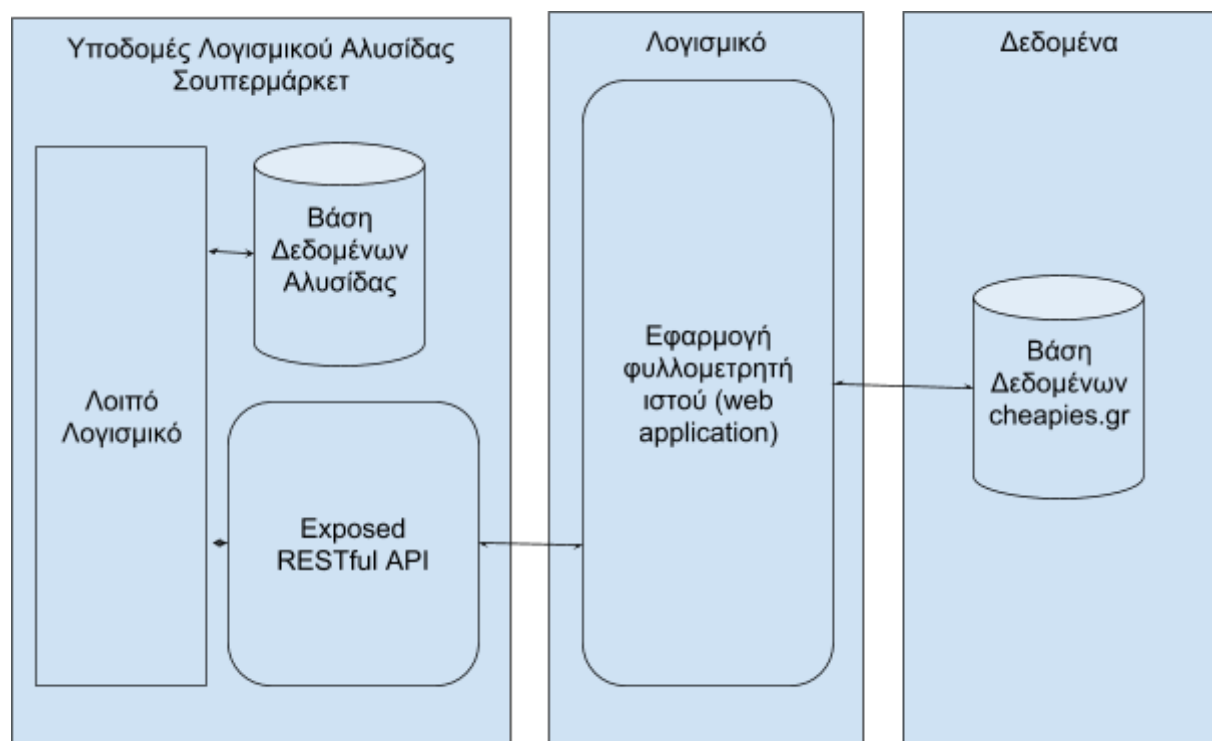 Υποδομές Λογισμικού Αλυσίδας
Σουπερμάρκετ
Λοιπό
Λογισμικό
Βάση
Δεδομένων
Αλυσίδας
Exposed
RESTful API
Λογισμικό
Εφαρμογή
φυλλομετρητή
ιστού (web
application)
Δεδομένα
Βάση
Δεδομένων
cheapies.gr